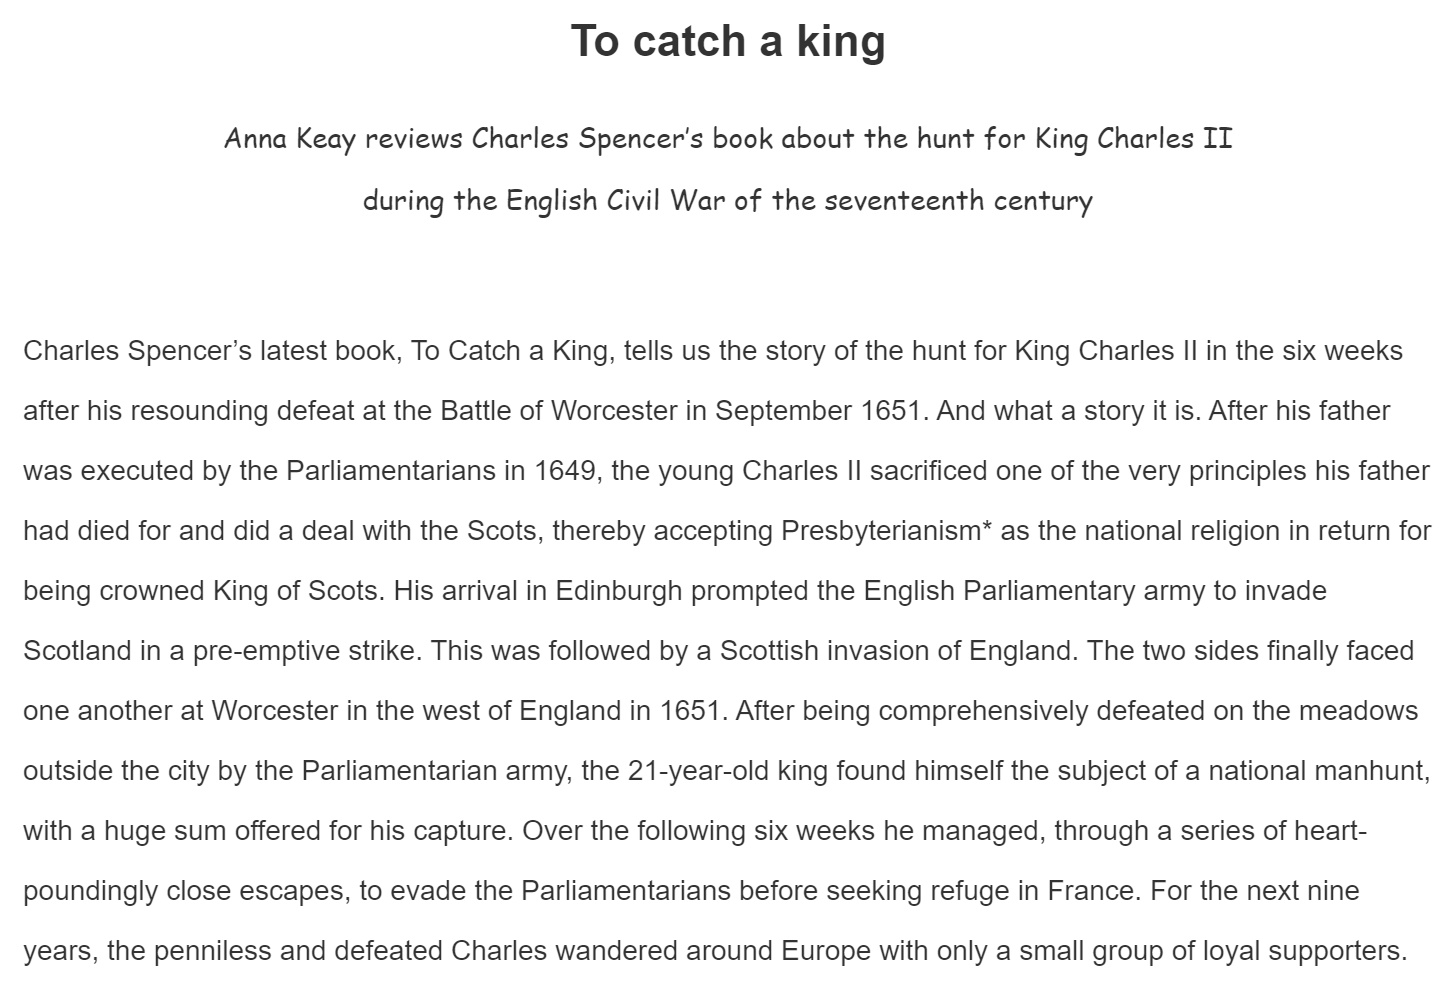 To catch a king
Anna Keay reviews Charles Spencer’s book about the hunt for King Charles II
during the English Civil War of the seventeenth century
Charles Spencer’s latest book, To Catch a King, tells us the story of the hunt for King Charles II in the six weeks
after his resounding defeat at the Battle of Worcester in September 1651. And what a story it is. After his father
was executed by the Parliamentarians in 1649, the young Charles II sacrificed one of the very principles his father
had died for and did a deal with the Scots, thereby accepting Presbyterianism* as the national religion in return for
being crowned King of Scots. His arrival in Edinburgh prompted the English Parliamentary army to invade
Scotland in a pre-emptive strike. This was followed by a Scottish invasion of England. The two sides finally faced
one another at Worcester in the west of England in 1651. After being comprehensively defeated on the meadows
outside the city by the Parliamentarian army, the 21-year-old king found himself the subject of a national manhunt,
with a huge sum offered for his capture. Over the following six weeks he managed, through a series of heart-
poundingly close escapes, to evade the Parliamentarians before seeking refuge in France. For the next nine
years, the penniless and defeated Charles wandered around Europe with only a small group of loyal supporters.